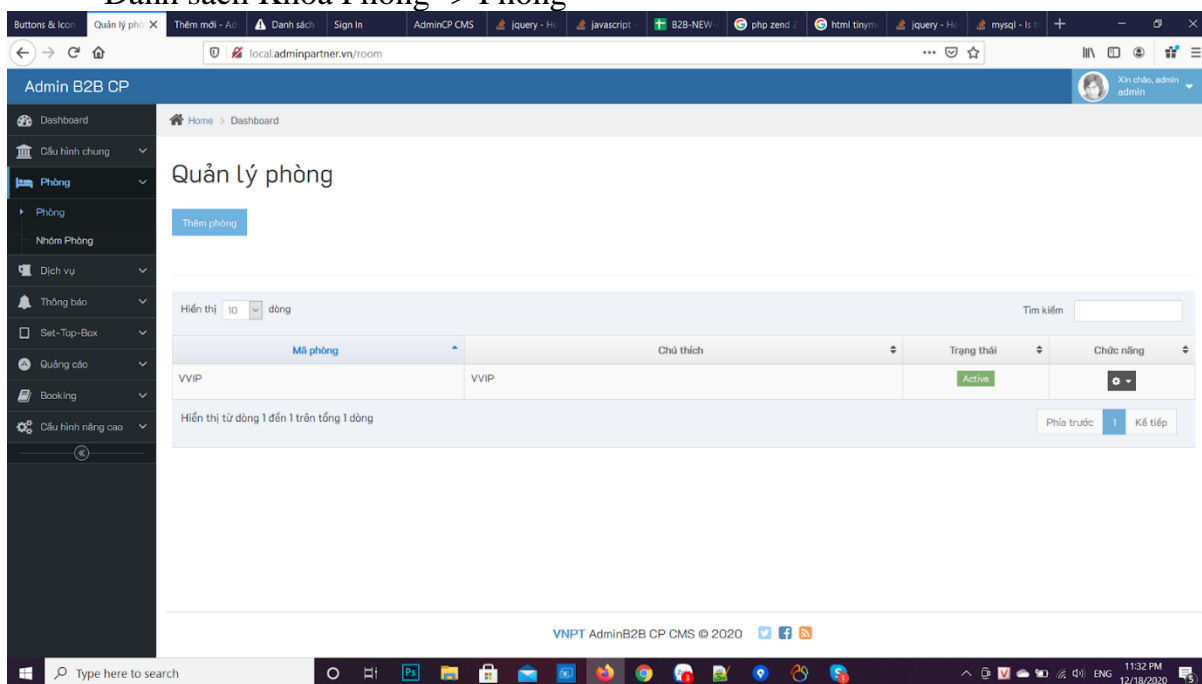 Danh sách Khóa Phòng -> Phòng
Buttons & Icon
Quản lý phò
Thêm mới - Ad
Danh sách
Sign In
AdminCP CMS
jquery - Ho
javascript -
B2B-NEW-
php zend 2
html tinym
jquery - Ho
mysql - Is t
local.adminpartner.vn/room
Admin B2B CP
Xin chào, admin
admin
Dashboard
Home > Dashboard
Cấu hình chung
Phòng
Phòng
Nhóm Phòng
Dịch vụ
Thông báo
Set-Top-Box
Quảng cáo
Booking
Cấu hình nâng cao
Quản lý phòng
Thêm phòng
Hiển thị 10 dòng
Tìm kiếm
Mã phòng Chú thích Trạng thái Chức năng
VVIP VVIP Active
Hiển thị từ dòng 1 đến 1 trên tổng 1 dòng
Phía trước 1 Kế tiếp
VNPT AdminB2B CP CMS © 2020
Type here to search
ENG
11:32 PM
12/18/2020